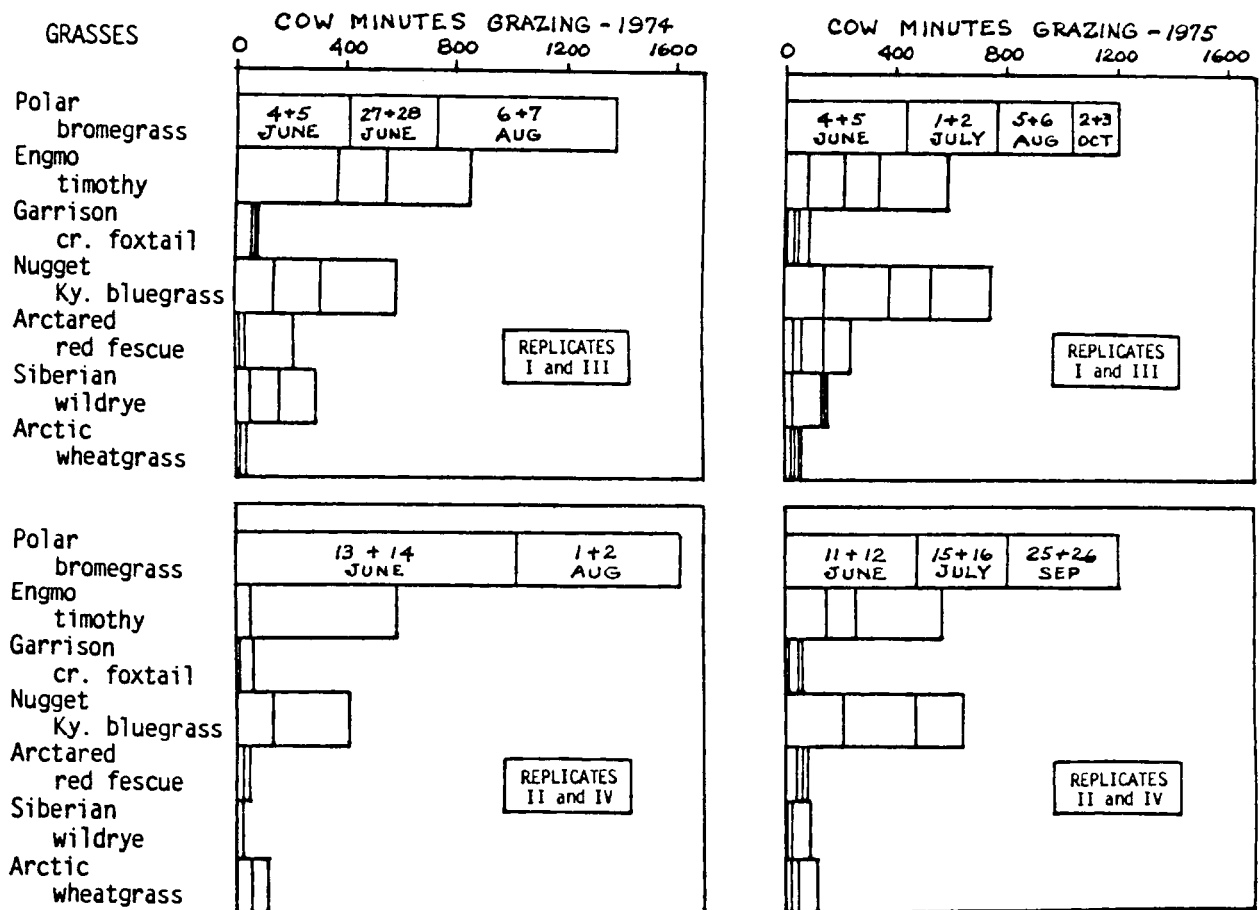 GRASSES
COW MINUTES GRAZING - 1974
0 400 800 1200 1600
COW MINUTES GRAZING - 1975
0 400 800 1200 1600
Polar
bromegrass
Engmo
timothy
Garrison
cr. foxtail
Nugget
Ky. bluegrass
Arctared
red fescue
Siberian
wildrye
Arctic
wheatgrass
4+5
JUNE
27+28
JUNE
6+7
AUG
REPLICATES
I and III
4+5
JUNE
1+2
JULY
5+6
AUG
2+3
OCT
REPLICATES
I and III
Polar
bromegrass
Engmo
timothy
Garrison
cr. foxtail
Nugget
Ky. bluegrass
Arctared
red fescue
Siberian
wildrye
Arctic
wheatgrass
13 + 14
JUNE
1+2
AUG
REPLICATES
II and IV
11+12
JUNE
15+16
JULY
25+26
SEP
REPLICATES
II and IV